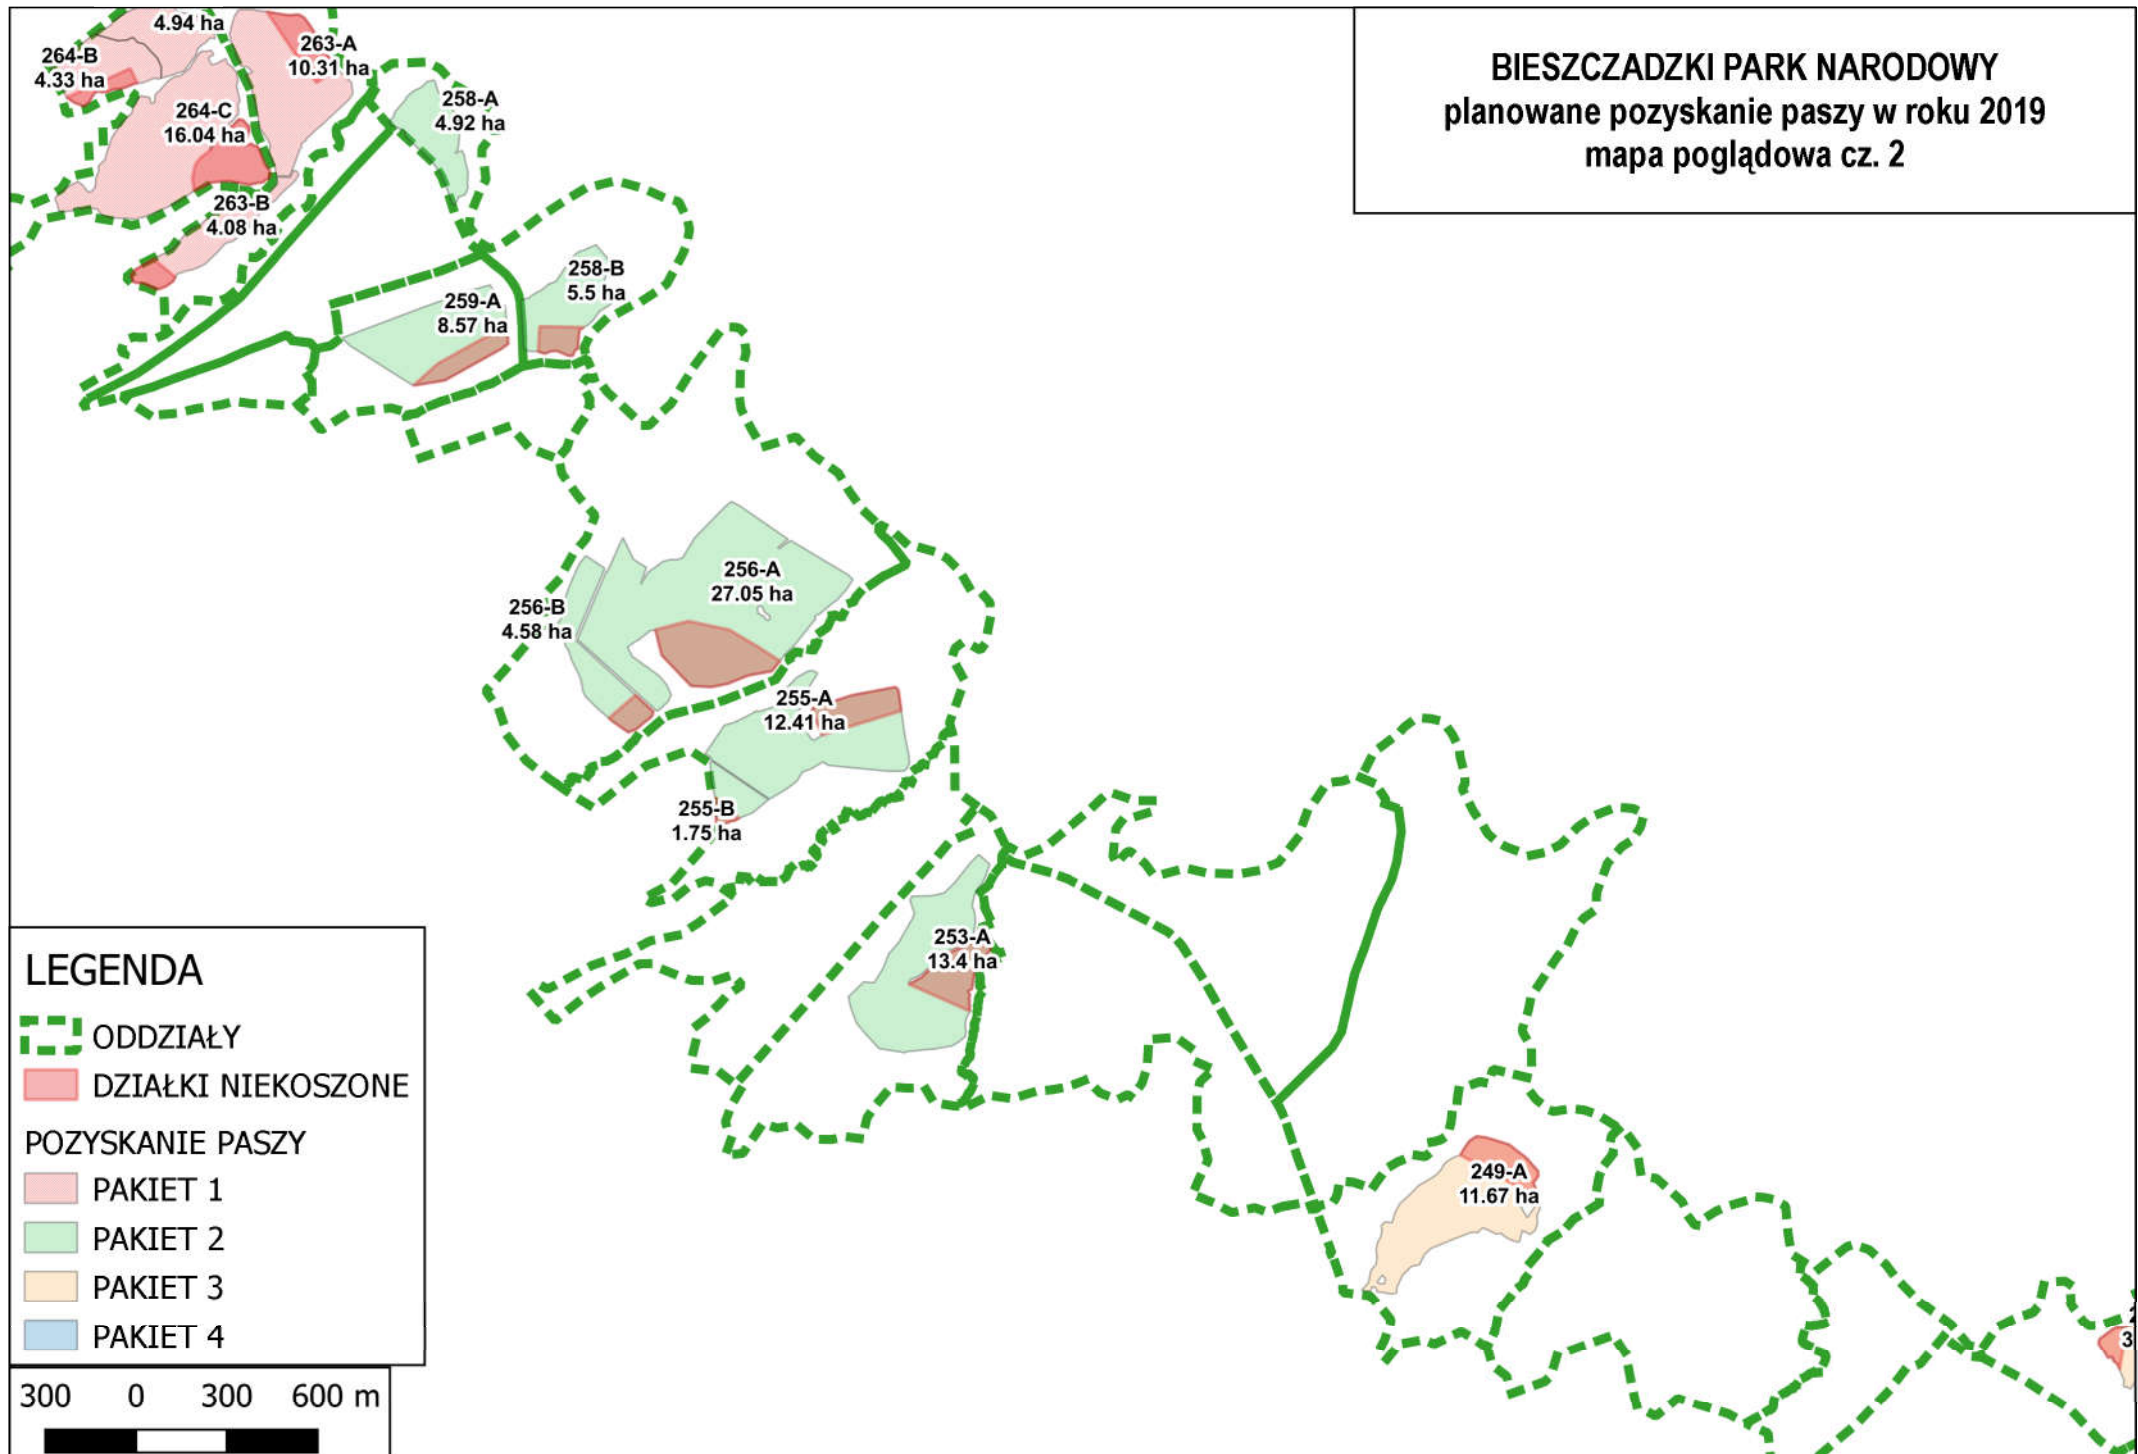 BIESZCZADZKI PARK NARODOWY
planowane pozyskanie paszy w roku 2019
mapa poglądowa cz. 2
4.94 ha
264-B
4.33 ha
263-A
10.31 ha
264-C
16.04 ha
263-B
4.08 ha
258-A
4.92 ha
258-B
5.5 ha
259-A
8.57 ha
256-A
27.05 ha
256-B
4.58 ha
255-A
12.41 ha
255-B
1.75 ha
253-A
13.4 ha
249-A
11.67 ha
2
3
LEGENDA
ODDZIAŁY
DZIAŁKI NIEKOSZONE
POZYSKANIE PASZY
PAKIET 1
PAKIET 2
PAKIET 3
PAKIET 4
300 0 300 600 m